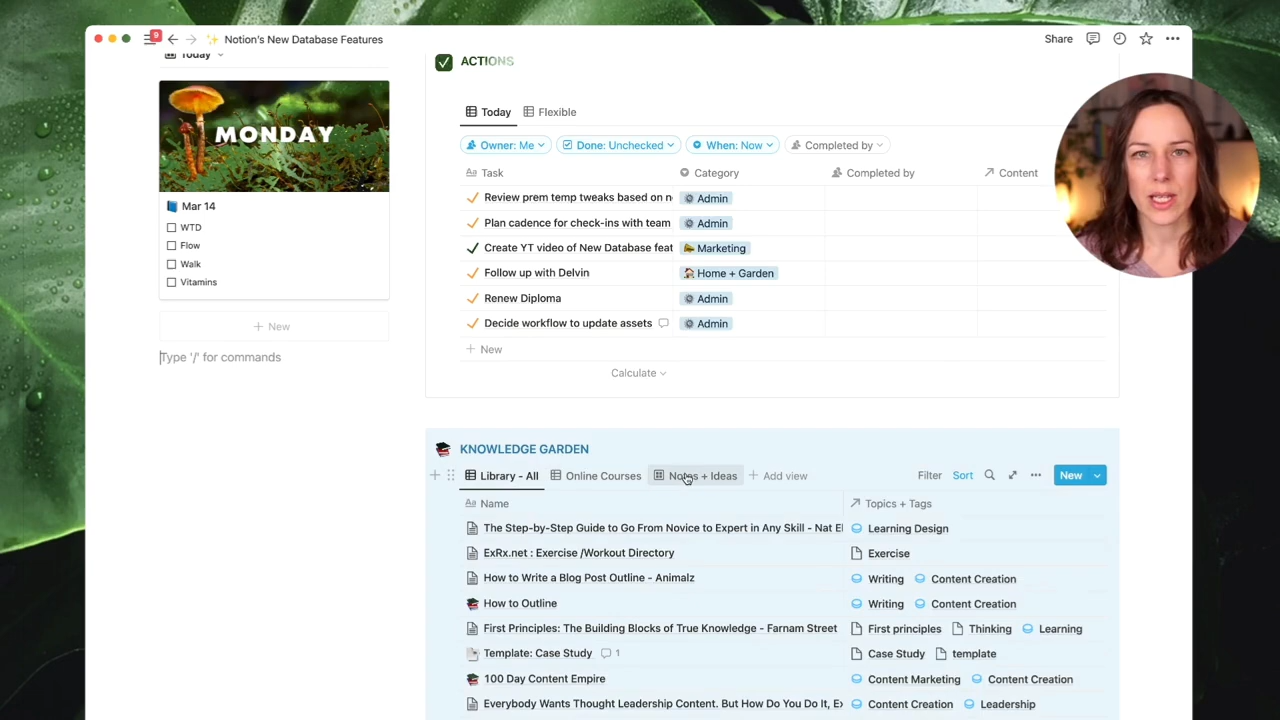 9
Notion's New Database Features
Share
Today
MONDAY
Mar 14
WTD
Flow
Walk
Vitamins
+ New
Type '/' for commands
ACTIONS
Today Flexible
Owner: Me Done: Unchecked When: Now Completed by
Aa Task Category Completed by Content
Review prem temp tweaks based on n Admin
Plan cadence for check-ins with team Admin
Create YT video of New Database feat Marketing
Follow up with Delvin Home + Garden
Renew Diploma Admin
Decide workflow to update assets Admin
+ New
Calculate
KNOWLEDGE GARDEN
Library - All Online Courses Notes + Ideas + Add view Filter Sort New
Aa Name Topics + Tags
The Step-by-Step Guide to Go From Novice to Expert in Any Skill - Nat El Learning Design
ExRx.net : Exercise /Workout Directory Exercise
How to Write a Blog Post Outline - Animalz Writing Content Creation
How to Outline Writing Content Creation
First Principles: The Building Blocks of True Knowledge - Farnam Street First principles Thinking Learning
Template: Case Study 1 Case Study template
100 Day Content Empire Content Marketing Content Creation
Everybody Wants Thought Leadership Content. But How Do You Do It, Ex Content Creation Leadership